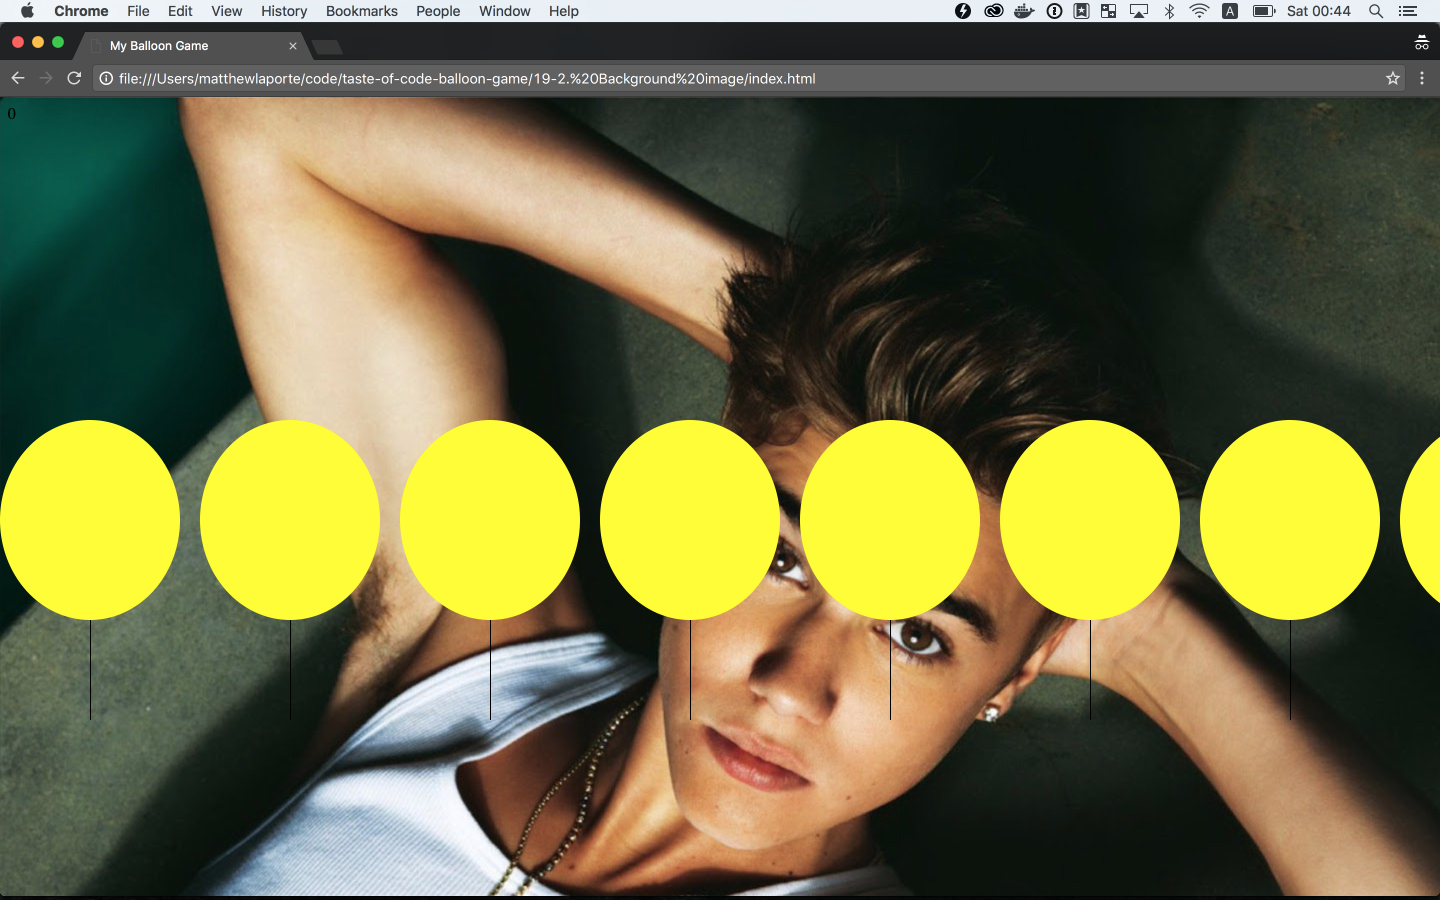 Chrome File Edit View History Bookmarks People Window Help A Sat 00:44
My Balloon Game
file:///Users/matthewlaporte/code/taste-of-code-balloon-game/19-2.%20Background%20image/index.html
0